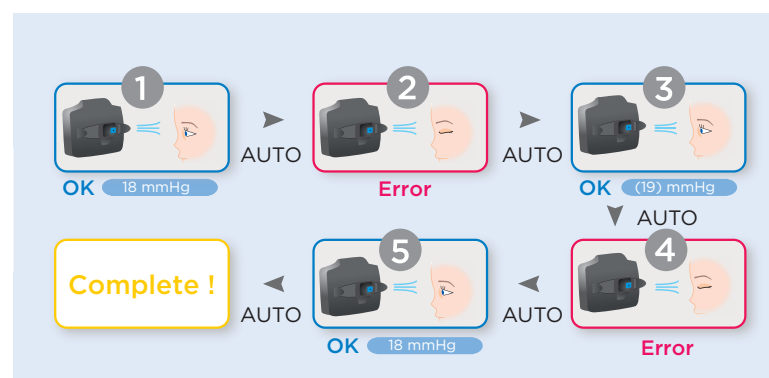 1
2
3
AUTO
AUTO
OK 18 mmHg
Error
OK (19) mmHg
AUTO
4
5
Complete !
AUTO
AUTO
OK 18 mmHg
Error